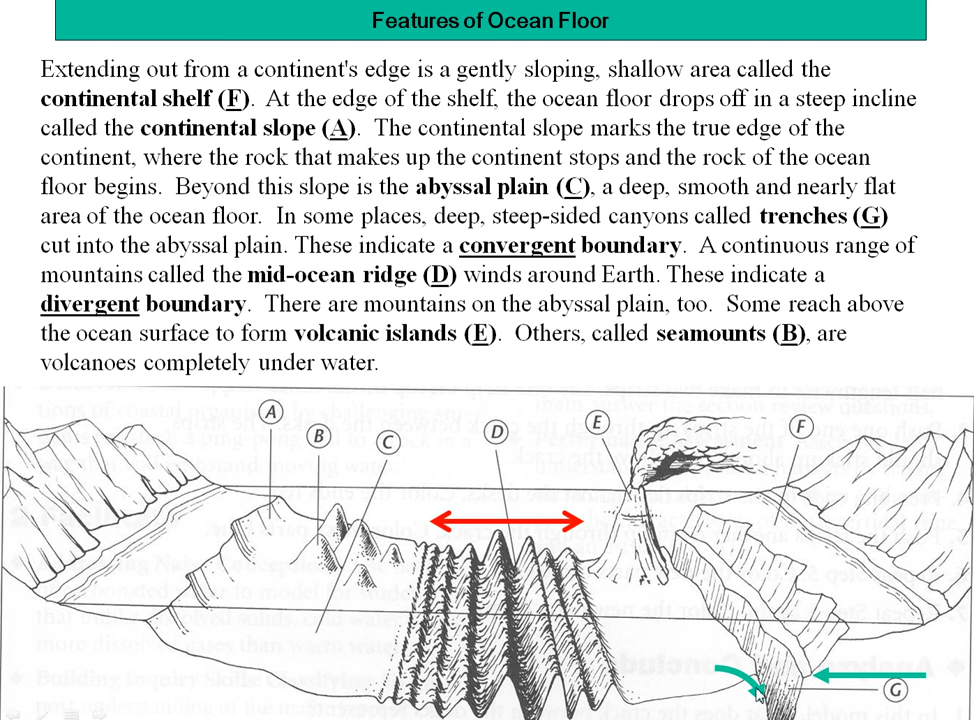 Features of Ocean Floor
Extending out from a continent's edge is a gently sloping, shallow area called the
continental shelf (F).  At the edge of the shelf, the ocean floor drops off in a steep incline
called the continental slope (A).  The continental slope marks the true edge of the
continent, where the rock that makes up the continent stops and the rock of the ocean
floor begins.  Beyond this slope is the abyssal plain (C), a deep, smooth and nearly flat
area of the ocean floor.  In some places, deep, steep-sided canyons called trenches (G)
cut into the abyssal plain. These indicate a convergent boundary.  A continuous range of
mountains called the mid-ocean ridge (D) winds around Earth. These indicate a
divergent boundary.  There are mountains on the abyssal plain, too.  Some reach above
the ocean surface to form volcanic islands (E).  Others, called seamounts (B), are
volcanoes completely under water.
A
B
C
D
E
F
G